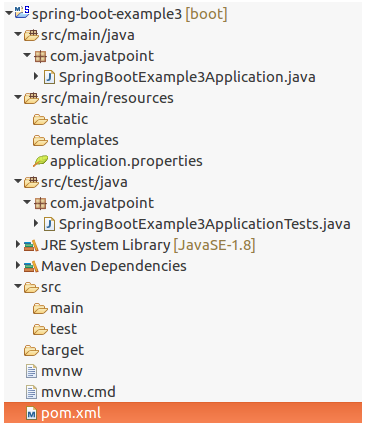 spring-boot-example3 [boot]
src/main/java
com.javatpoint
SpringBootExample3Application.java
src/main/resources
static
templates
application.properties
src/test/java
com.javatpoint
SpringBootExample3ApplicationTests.java
JRE System Library [JavaSE-1.8]
Maven Dependencies
src
main
test
target
mvnw
mvnw.cmd
pom.xml